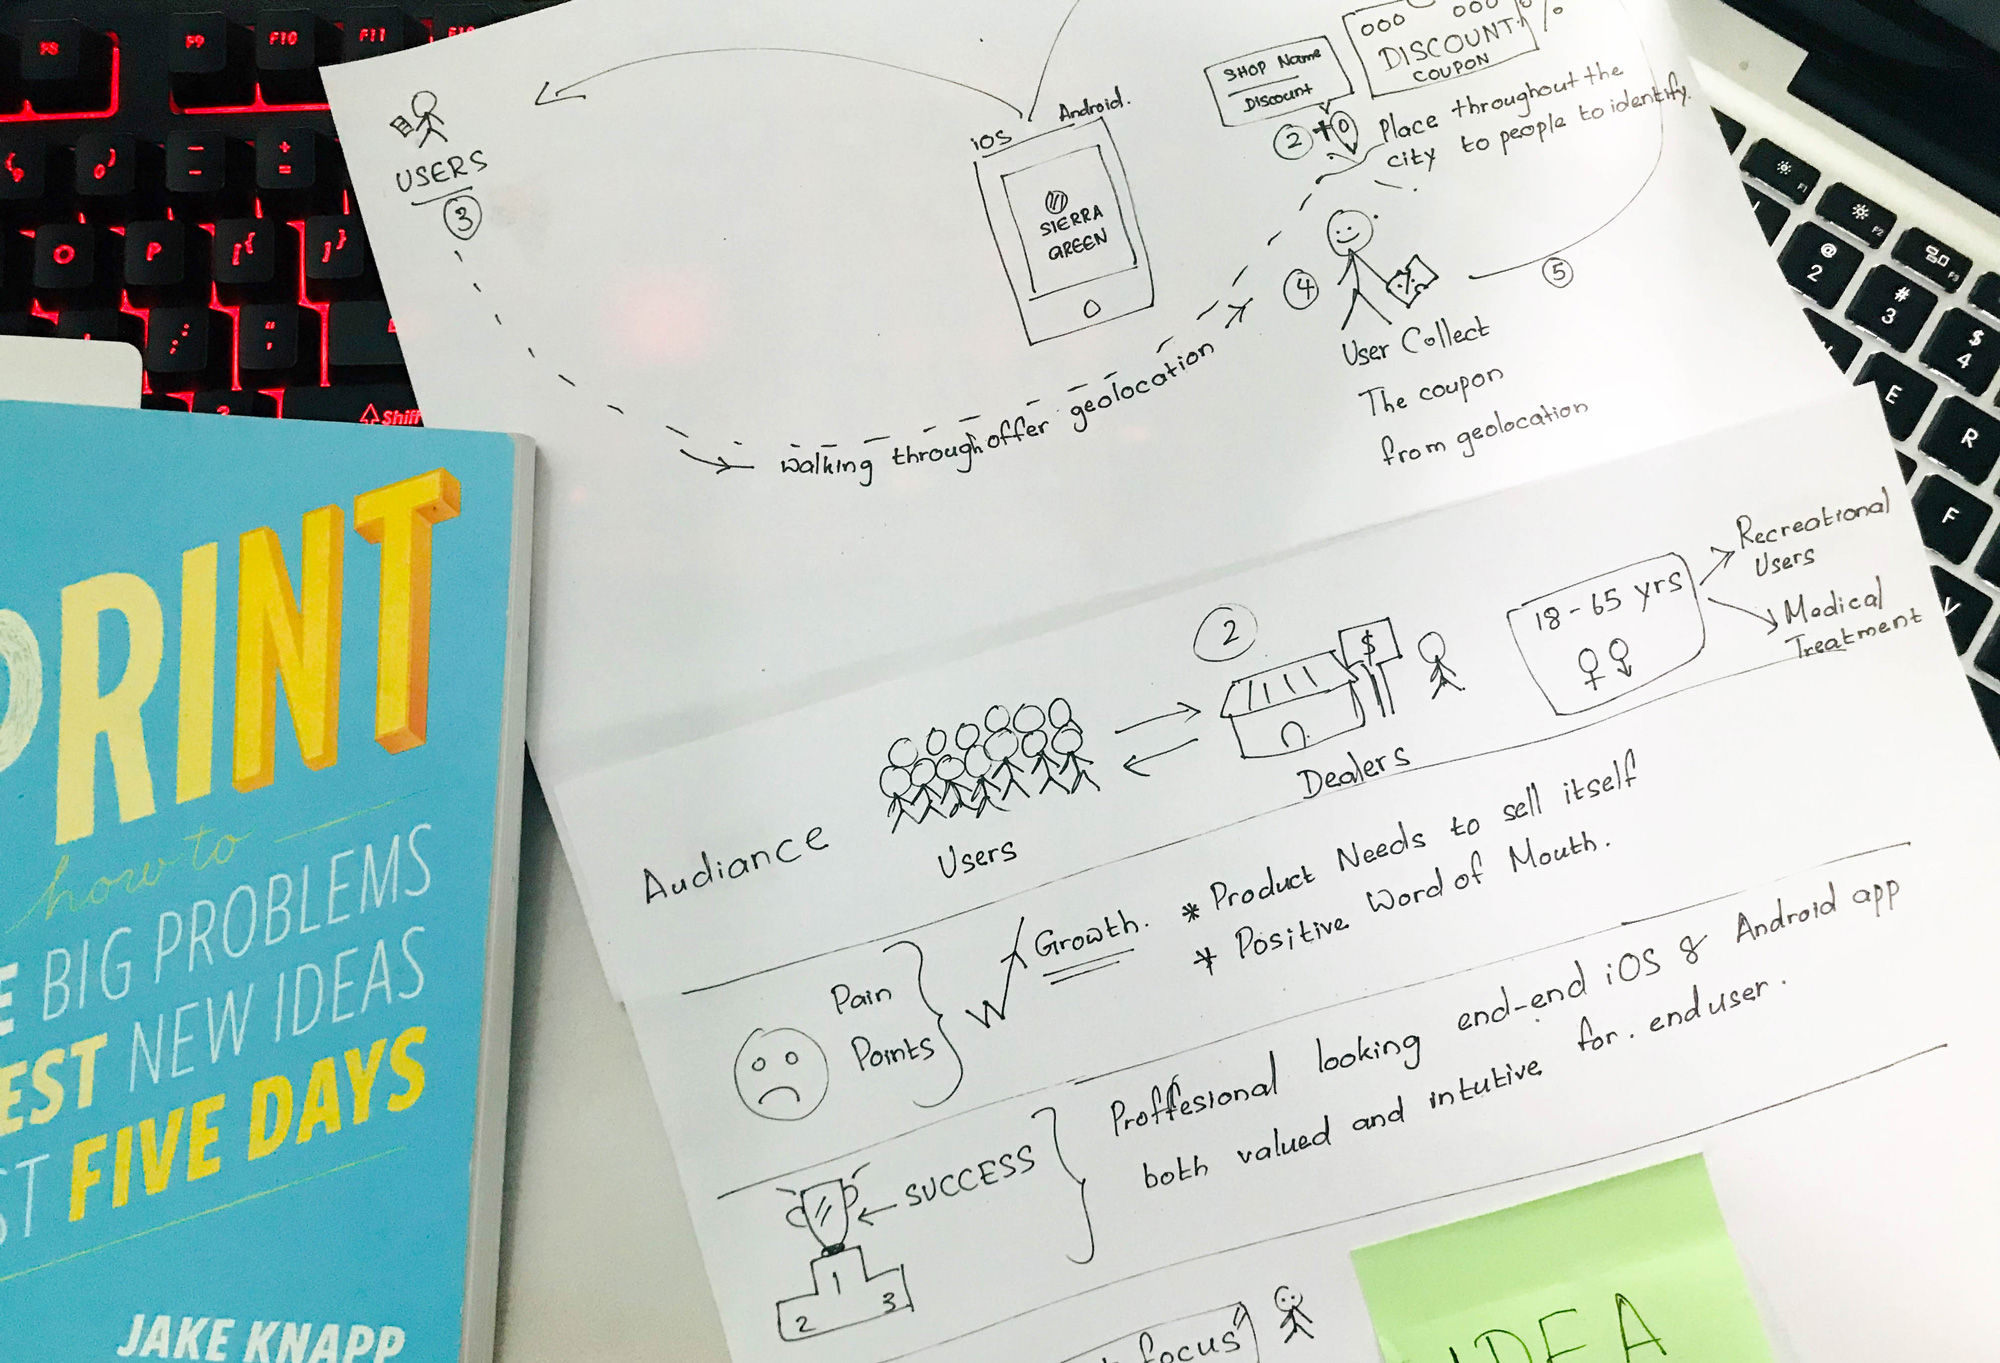 SHOP Name
Discount
DISCOUNT
COUPON
%
2
+
Place throughout the
city to people to identify.
iOS
Android.
SIERRA
GREEN
USERS
3
4
5
User Collect
The coupon
from geolocation
walking through offer geolocation
Audiance
Users
2
$
Dealers
18-65 yrs
Recreational
Users
Medical
Treatment
Pain
Points
Growth.
* Product Needs to sell itself
* Positive Word of Mouth.
SUCCESS
1
2
3
Proffesional looking end-end iOS & Android app
both valued and intutive for. end user.
focus"
IDEA
PRINT
how to
BIG PROBLEMS
EST NEW IDEAS
ST FIVE DAYS
JAKE KNAPP
F8
F9
F10
F11
O
P
Shift
F1
F2
F3
@
2
#
3
$
4
E
R
F
V